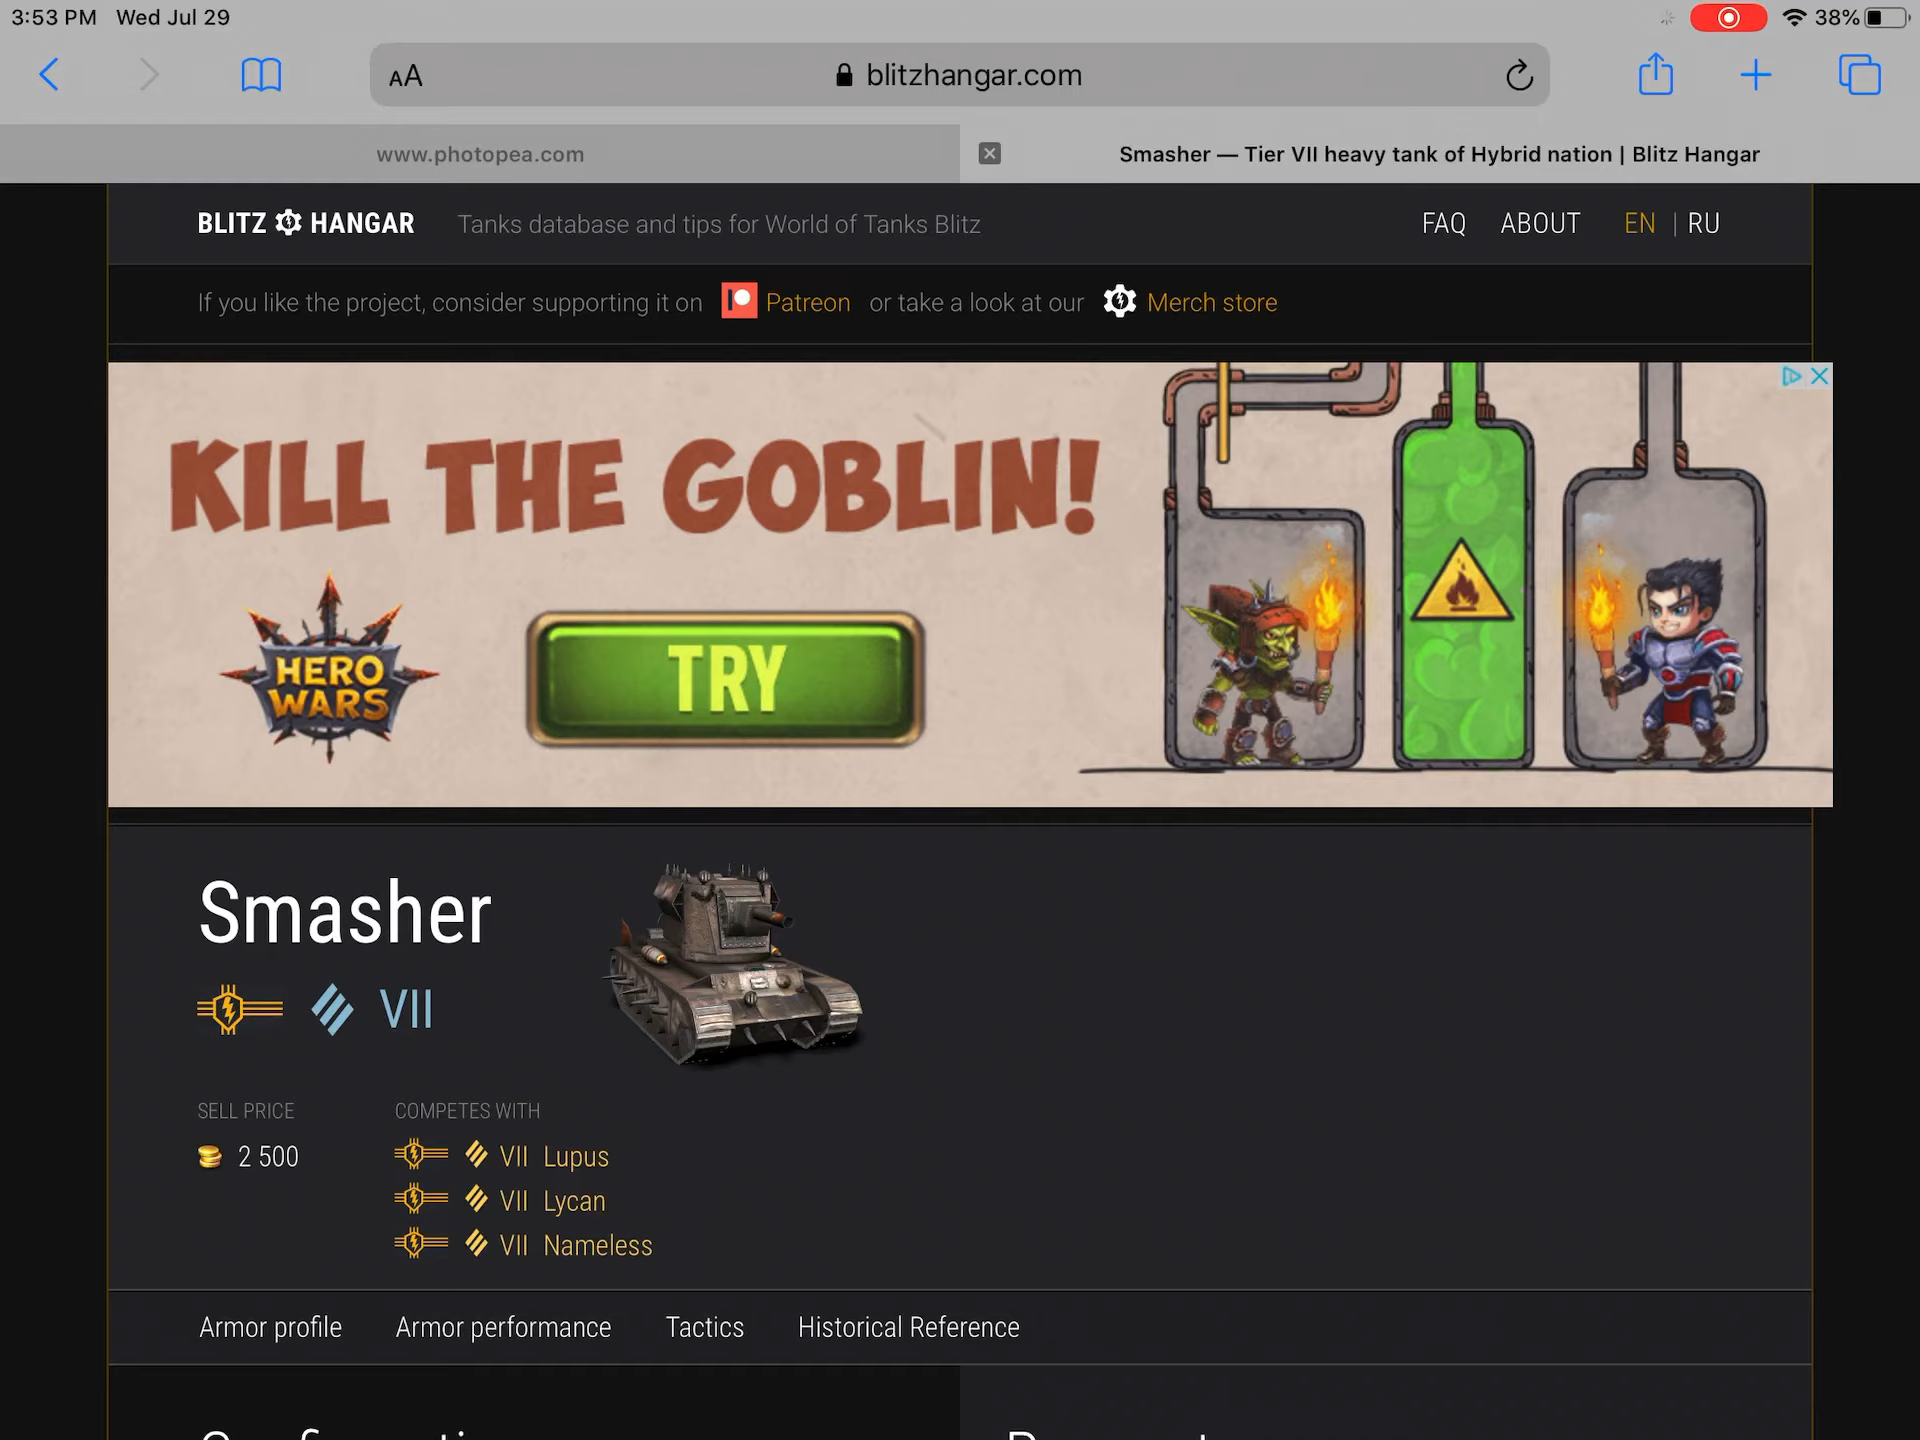 3:53 PM Wed Jul 29
38%
AA
blitzhangar.com
www.photopea.com
Smasher — Tier VII heavy tank of Hybrid nation | Blitz Hangar
BLITZ HANGAR
Tanks database and tips for World of Tanks Blitz
FAQ ABOUT EN | RU
If you like the project, consider supporting it on Patreon or take a look at our Merch store
KILL THE GOBLIN!
HERO
WARS
TRY
Smasher
VII
SELL PRICE
COMPETES WITH
2 500
VII Lupus
VII Lycan
VII Nameless
Armor profile Armor performance Tactics Historical Reference